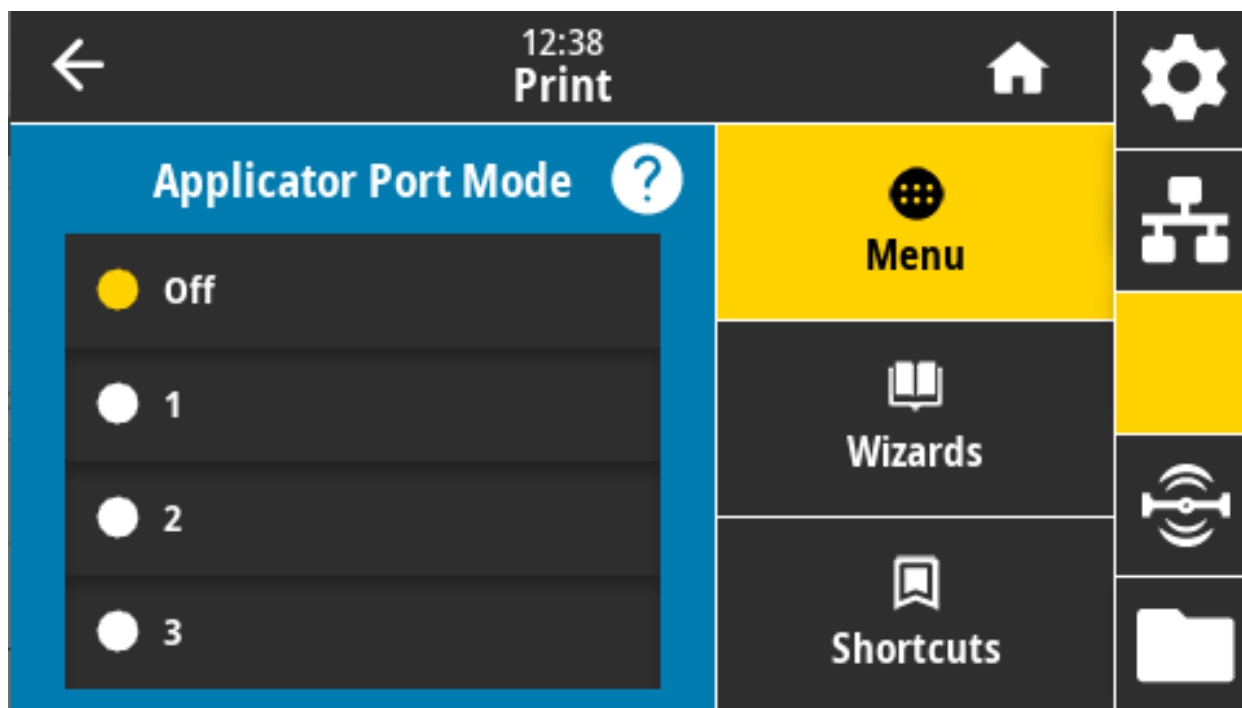 12:38
Print
Applicator Port Mode ?
Off
1
2
3
Menu
Wizards
Shortcuts